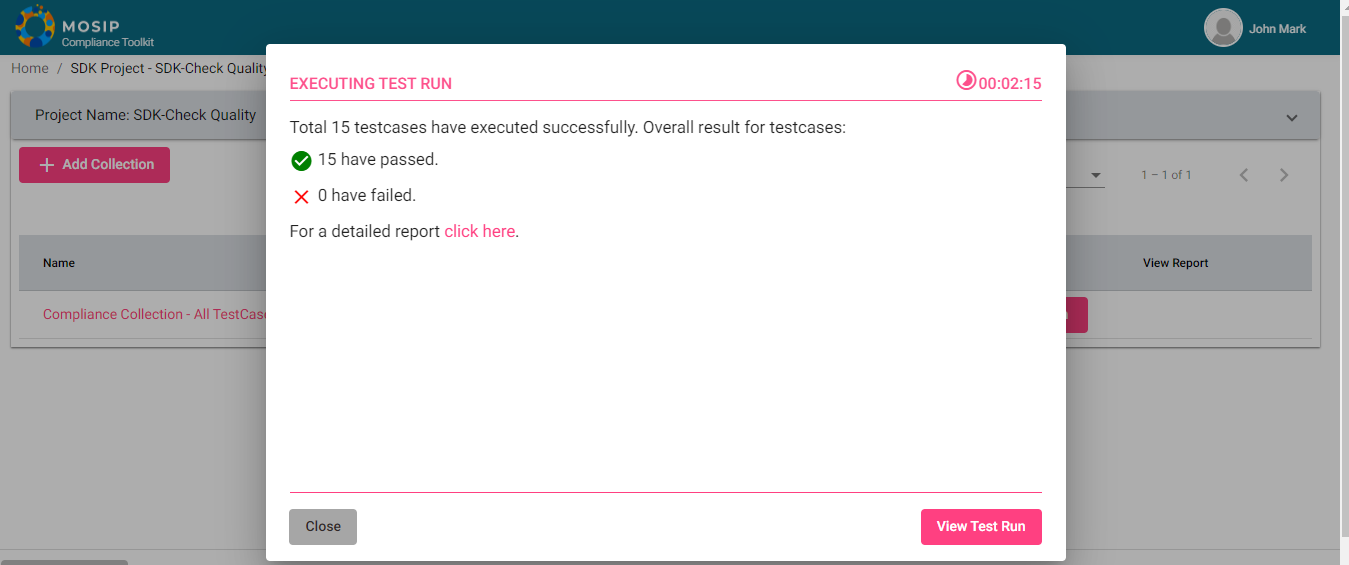 MOSIP
Compliance Toolkit
John Mark
Home / SDK Project - SDK-Check Quality
Project Name: SDK-Check Quality
+ Add Collection
1 – 1 of 1
Name
View Report
Compliance Collection - All TestCase
EXECUTING TEST RUN
00:02:15
Total 15 testcases have executed successfully. Overall result for testcases:
15 have passed.
0 have failed.
For a detailed report click here.
Close
View Test Run